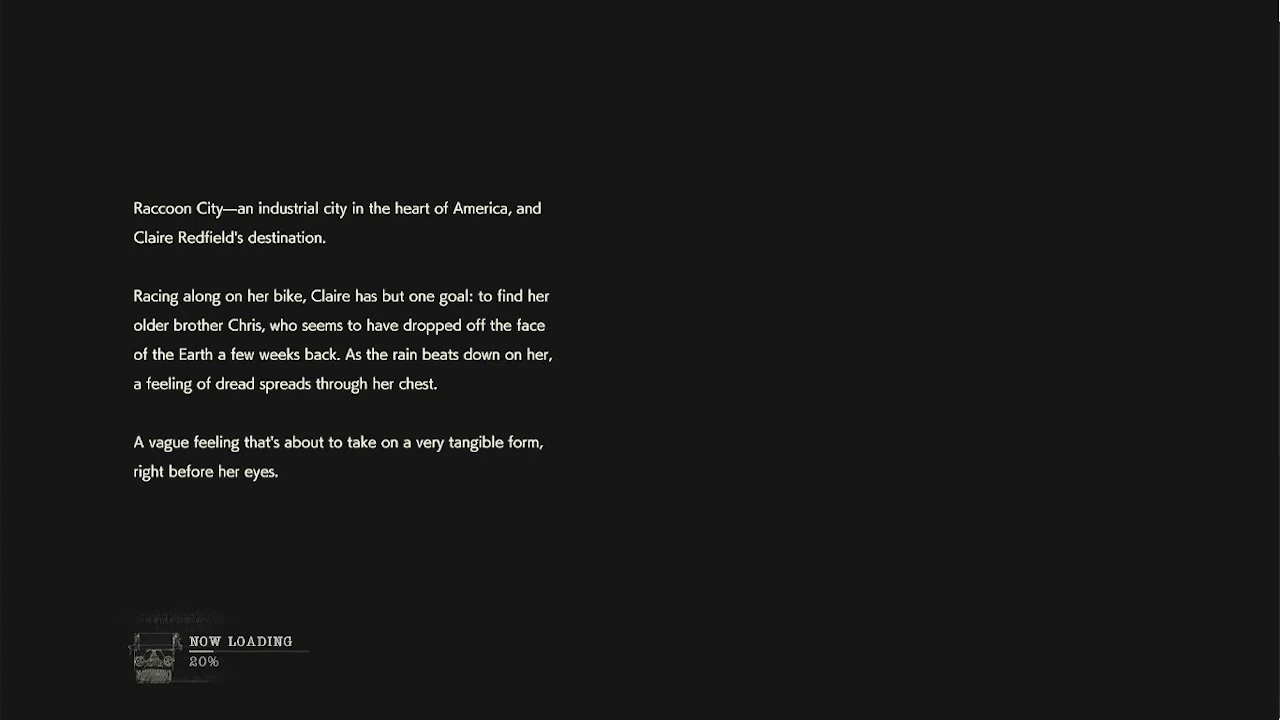 Raccoon City—an industrial city in the heart of America, and
Claire Redfield's destination.
Racing along on her bike, Claire has but one goal: to find her
older brother Chris, who seems to have dropped off the face
of the Earth a few weeks back. As the rain beats down on her,
a feeling of dread spreads through her chest.
A vague feeling that's about to take on a very tangible form,
right before her eyes.
NOW LOADING
20%